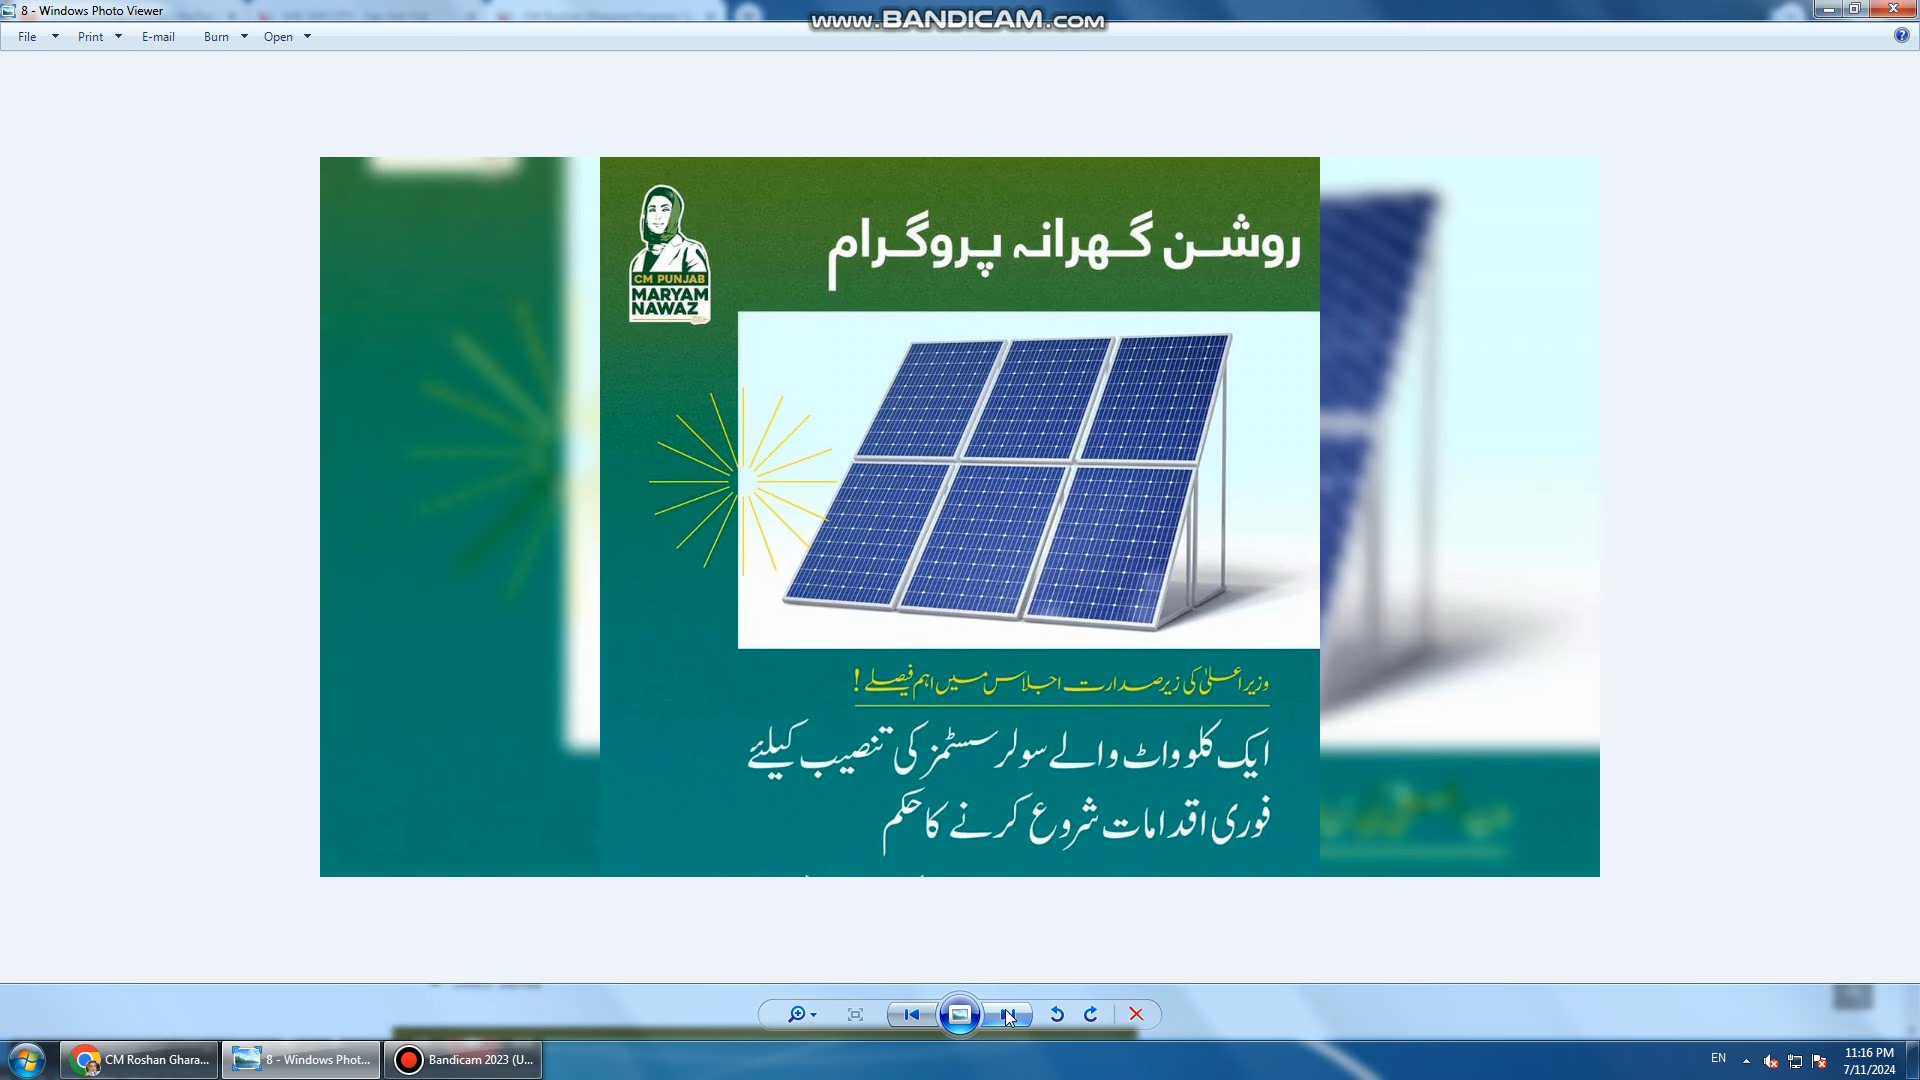 8 - Windows Photo Viewer
www.BANDICAM.com
File
Print
E-mail
Burn
Open
روشن گھرانہ پروگرام
CM PUNJAB
MARYAM
NAWAZ
وزیراعلیٰ کی زیرصدارت اجلاس میں اہم فیصلے!
ایک کلو واٹ والے سولر سسٹمز کی تنصیب کیلئے
فوری اقدامات شروع کرنے کا حکم
CM Roshan Ghara...
8 - Windows Phot...
Bandicam 2023 (U...
EN
11:16 PM
7/11/2024